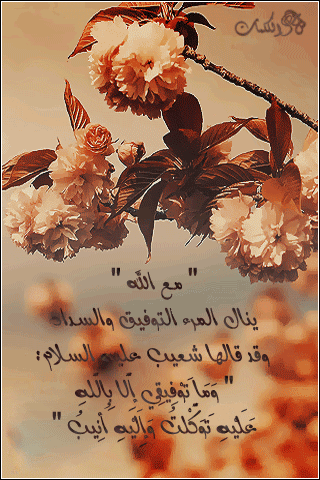 " مع الله "
ينال المرء التوفيق والسداد
وقد قالها شعيب عليه السلام:
" وَمَا تَوْفِيقِي إِلَّا بِاللَّهِ
عَلَيْهِ تَوَكَّلْتُ وَإِلَيْهِ أُنِيبُ "